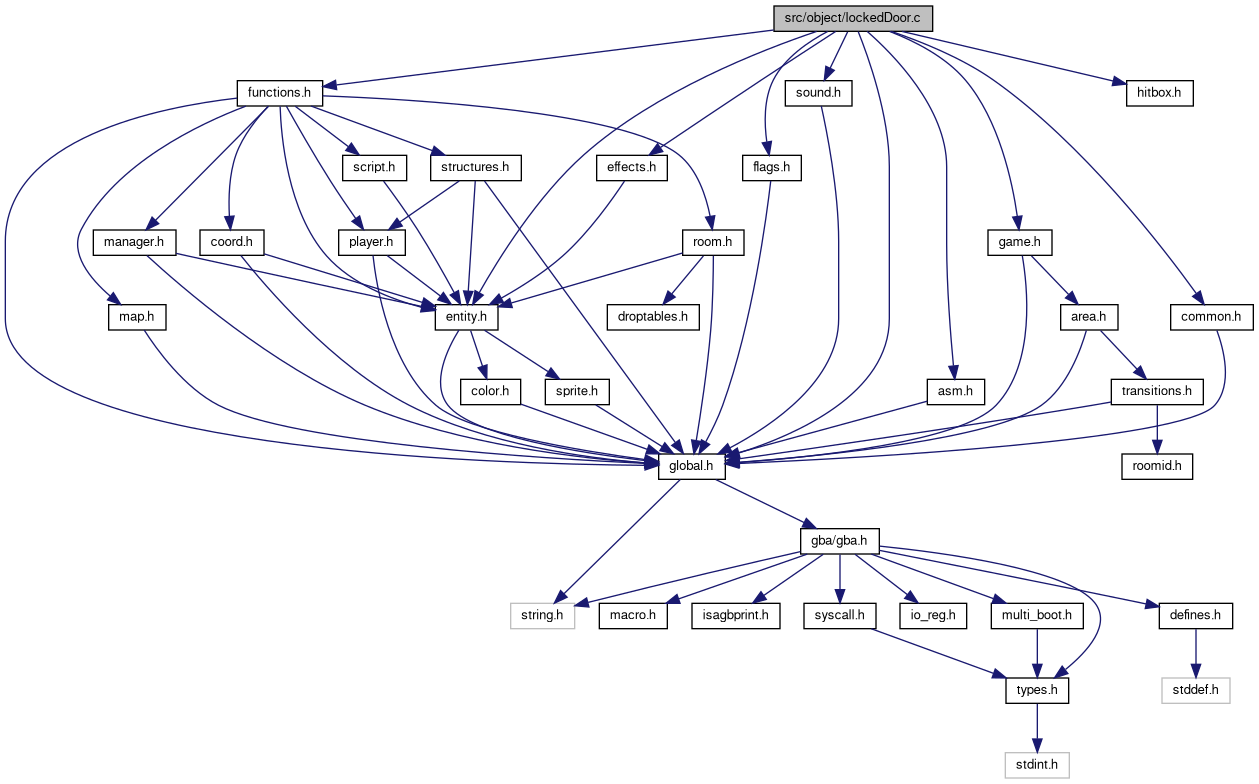 src/object/lockedDoor.c
functions.h
sound.h
hitbox.h
script.h
structures.h
effects.h
flags.h
manager.h
coord.h
player.h
room.h
game.h
map.h
entity.h
droptables.h
area.h
common.h
color.h
sprite.h
asm.h
transitions.h
global.h
roomid.h
gba/gba.h
string.h
macro.h
isagbprint.h
syscall.h
io_reg.h
multi_boot.h
defines.h
types.h
stddef.h
stdint.h